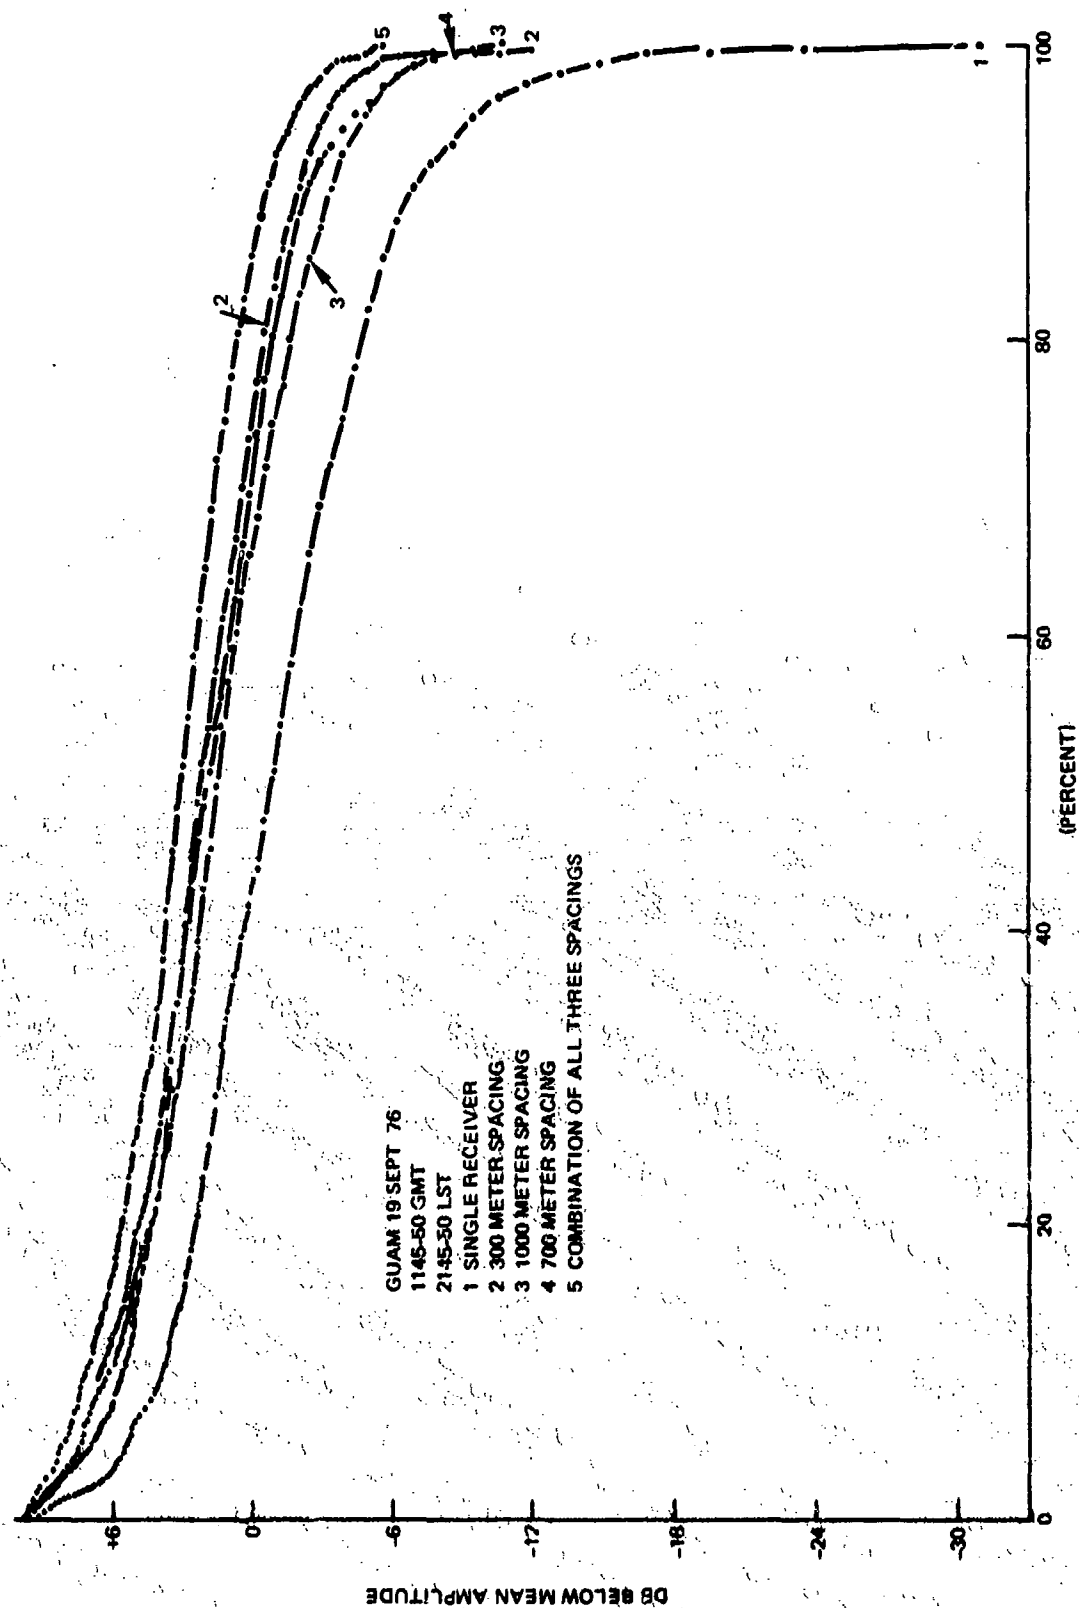 DB BELOW MEAN AMPLITUDE
+6
0
-6
-12
-18
-24
-30
0
20
40
60
80
100
(PERCENT)
GUAM 19 SEPT 76
1145-50 GMT
2145-50 LST
1 SINGLE RECEIVER
2 300 METER SPACING
3 1000 METER SPACING
4 700 METER SPACING
5 COMBINATION OF ALL THREE SPACINGS
2
3
5
4
3
2
1